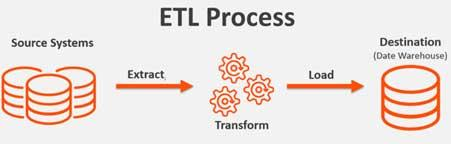 ETL Process
Source Systems
Extract
Transform
Load
Destination
(Date Warehouse)